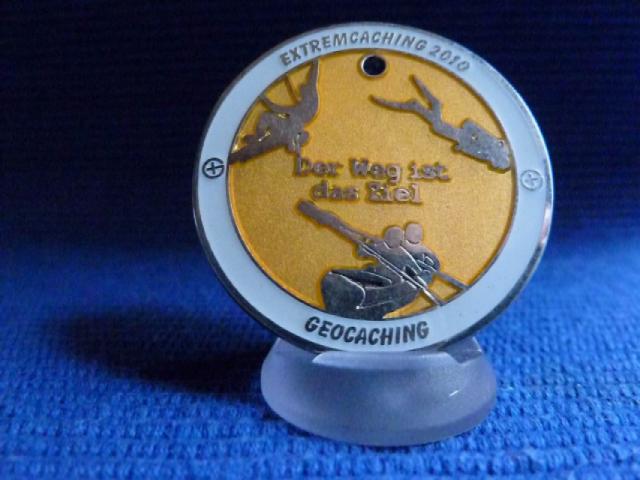 EXTREMCACHING 2010
Der Weg ist
das Ziel
GEOCACHING